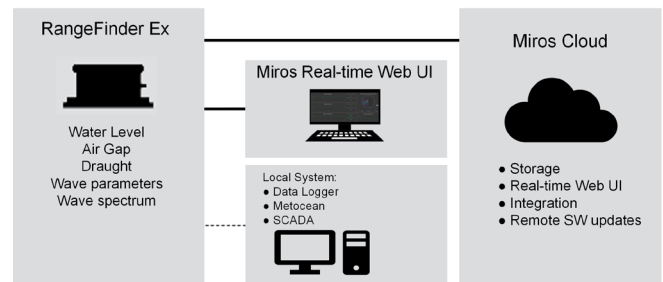 RangeFinder Ex
Water Level
Air Gap
Draught
Wave parameters
Wave spectrum
Miros Real-time Web UI
Local System:
● Data Logger
● Metocean
● SCADA
Miros Cloud
● Storage
● Real-time Web UI
● Integration
● Remote SW updates